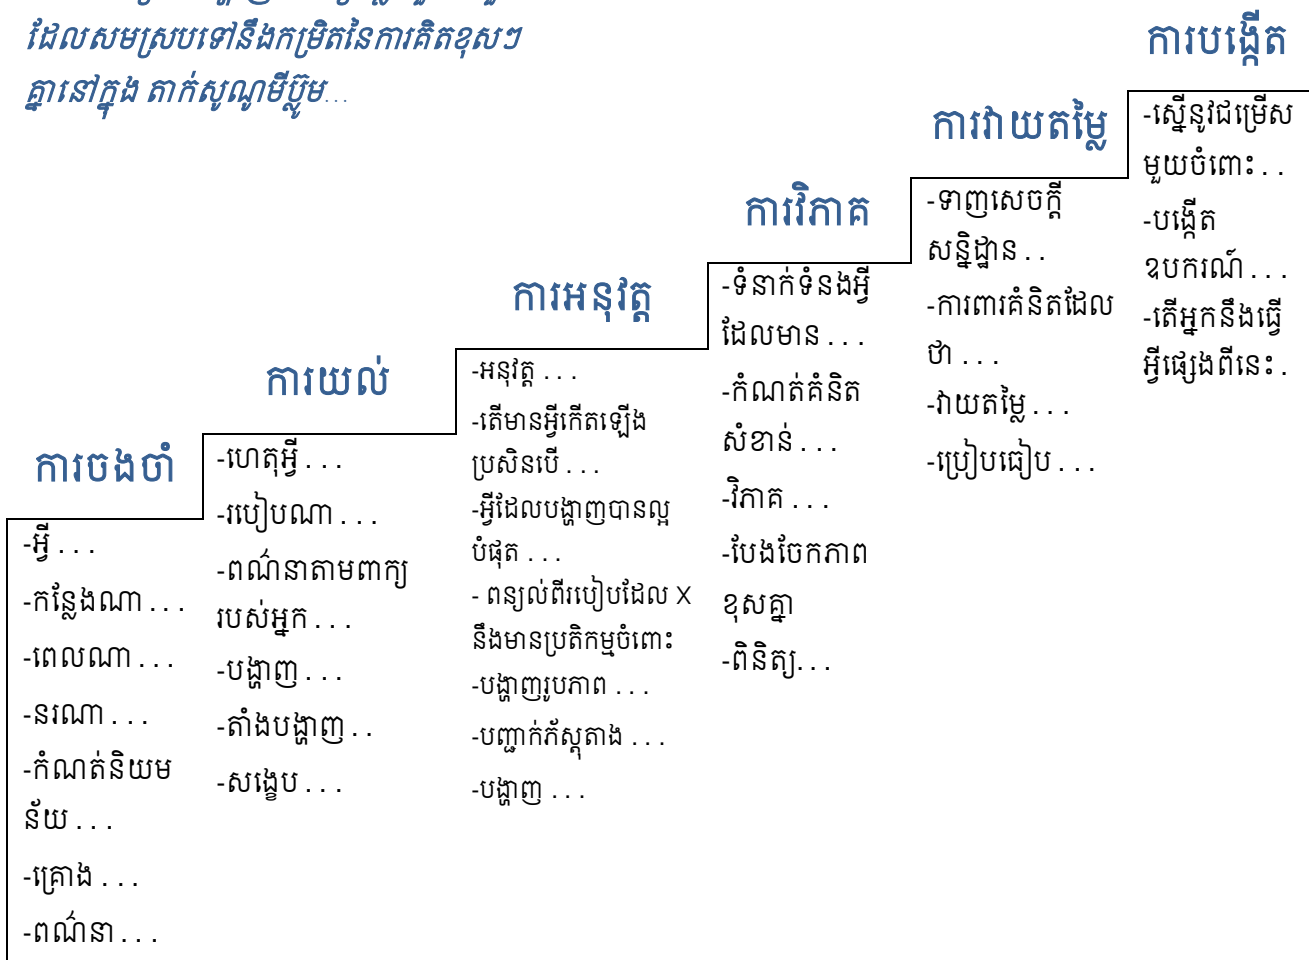 ដែលសមស្របទៅនឹងកម្រិតនៃការគិតខុសៗ
គ្នានៅក្នុង តាក់សូណូមីប្ល៊ូម...
ការចងចាំ
-អ្វី . . .
-កន្លែងណា . . .
-ពេលណា . . .
-នរណា . . .
-កំណត់និយម
ន័យ . . .
-គ្រោង . . .
-ពណ៌នា . . .
ការយល់
-ហេតុអ្វី . . .
-របៀបណា . . .
-ពណ៌នាតាមពាក្យ
របស់អ្នក . . .
-បង្ហាញ . . .
-តាំងបង្ហាញ . .
-សង្ខេប . . .
ការអនុវត្ត
-អនុវត្ត . . .
-តើមានអ្វីកើតឡើង
ប្រសិនបើ . . .
-អ្វីដែលបង្ហាញបានល្អ
បំផុត . . .
- ពន្យល់ពីរបៀបដែល X
នឹងមានប្រតិកម្មចំពោះ
-បង្ហាញរូបភាព . . .
-បញ្ជាក់ភ័ស្តុតាង . . .
-បង្ហាញ . . .
ការវិភាគ
-ទំនាក់ទំនងអ្វី
ដែលមាន . . .
-កំណត់គំនិត
សំខាន់ . . .
-វិភាគ . . .
-បែងចែកភាព
ខុសគ្នា
-ពិនិត្យ. . .
ការវាយតម្លៃ
-ទាញសេចក្តី
សន្និដ្ឋាន . .
-ការពារគំនិតដែល
ថា . . .
-វាយតម្លៃ . . .
-ប្រៀបធៀប . . .
ការបង្កើត
-ស្នើនូវជម្រើស
មួយចំពោះ . .
-បង្កើត
ឧបករណ៍ . . .
-តើអ្នកនឹងធ្វើ
អ្វីផ្សេងពីនេះ .